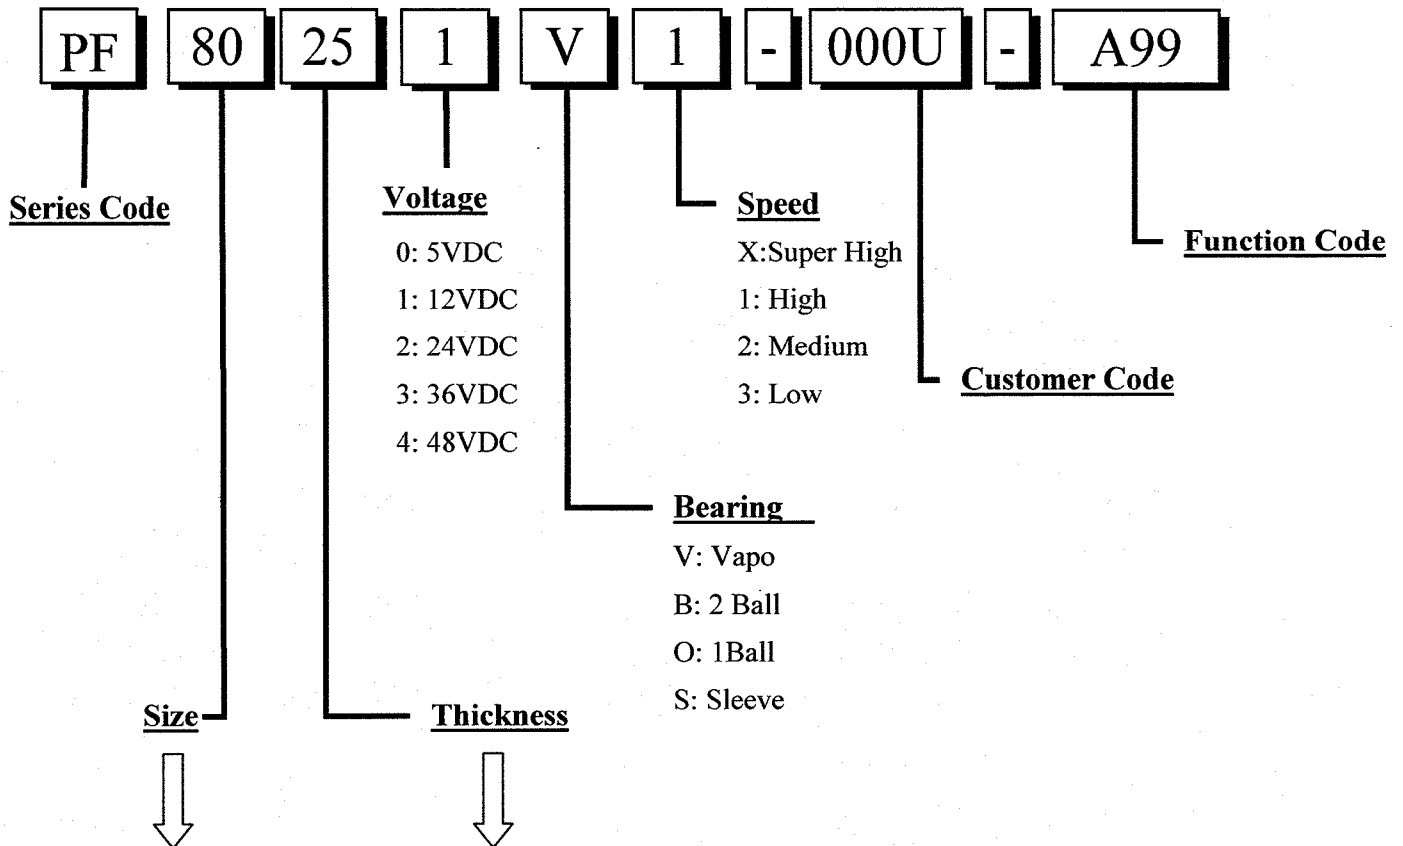 PF 80 25 1 V 1 - 000U - A99
Series Code
Voltage
0: 5VDC
1: 12VDC
2: 24VDC
3: 36VDC
4: 48VDC
Speed
X:Super High
1: High
2: Medium
3: Low
Function Code
Customer Code
Bearing
V: Vapo
B: 2 Ball
O: 1Ball
S: Sleeve
Size
Thickness